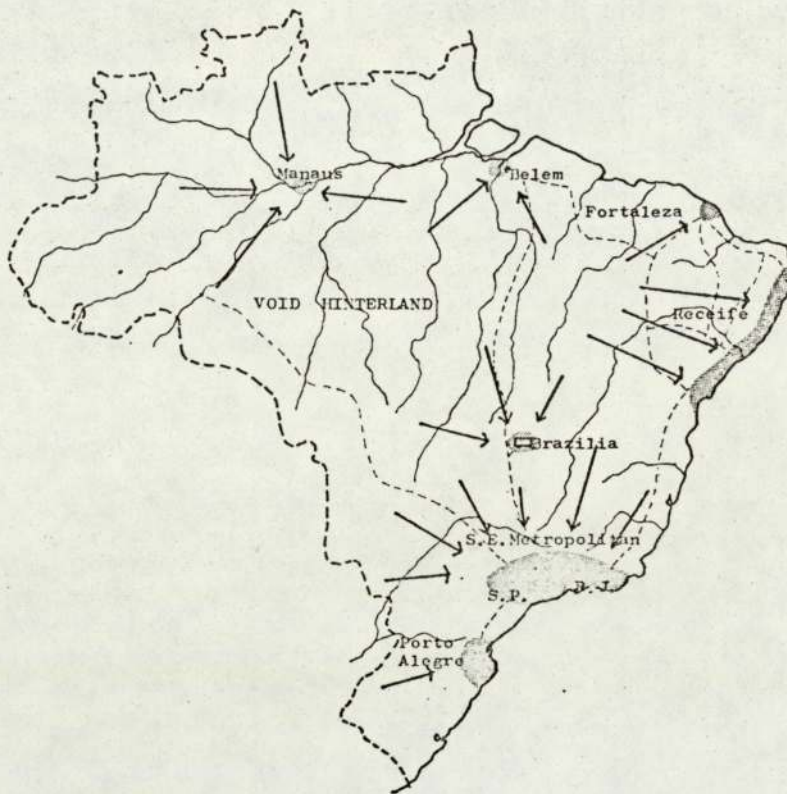 Manaus
Belem
Fortaleza
VOID HINTERLAND
Receife
Brazilia
S.E.Metropolitan
S.P. R.J.
Porto
Alegre